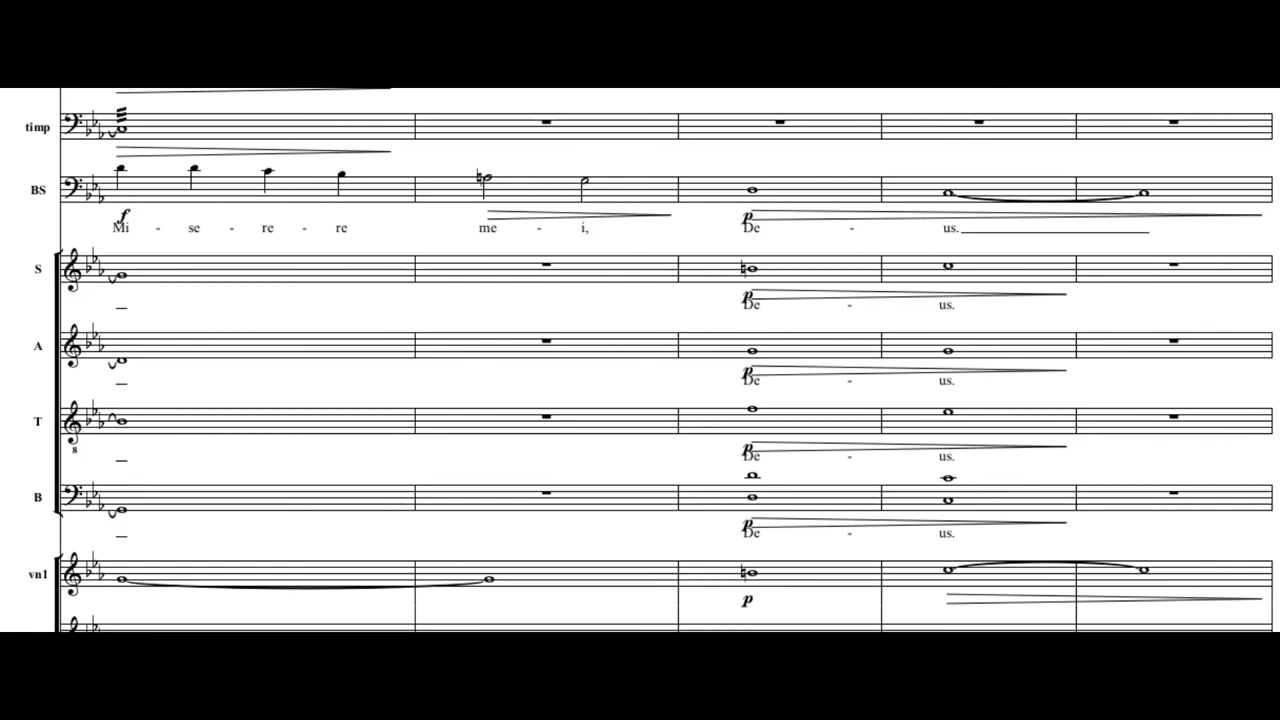 timp
BS
f
p
Mi - se - re - re me - i, De - us.
S
p
De - us.
A
p
De - us.
T
8
p
De - us.
B
p
De - us.
vn1
p